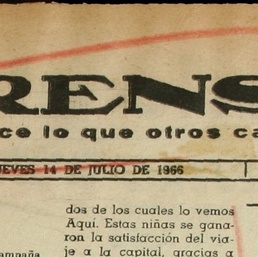 RENS
ce lo que otros ca
JEVES 14 DE JULIO DE 1966
dos de los cuales lo vemos
Aquí. Estas niñas se gana-
ron la satisfacción del via-
je a la capital, gracias a
ampaña